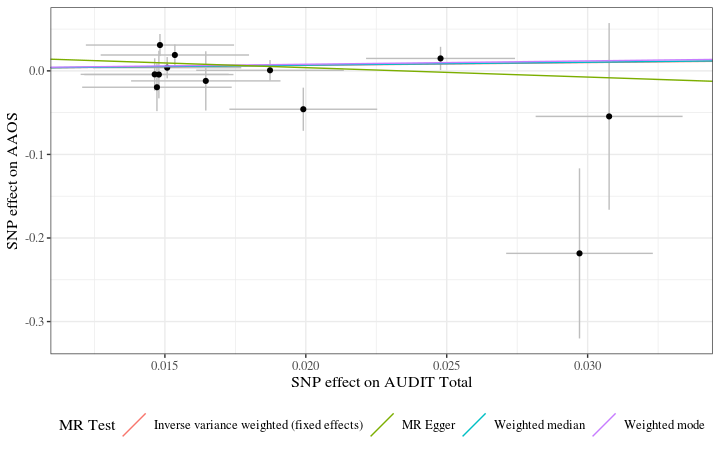 0.0
-0.1
-0.2
-0.3
SNP effect on AAOS
0.015 0.020 0.025 0.030
SNP effect on AUDIT Total
MR Test Inverse variance weighted (fixed effects) MR Egger Weighted median Weighted mode